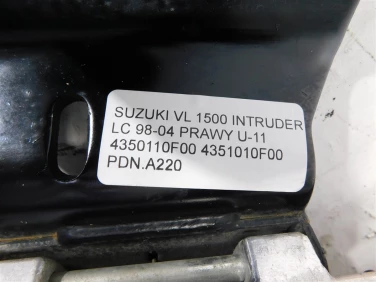 SUZUKI VL 1500 INTRUDER
LC 98-04 PRAWY U-11
4350110F00 4351010F00
PDN.A220